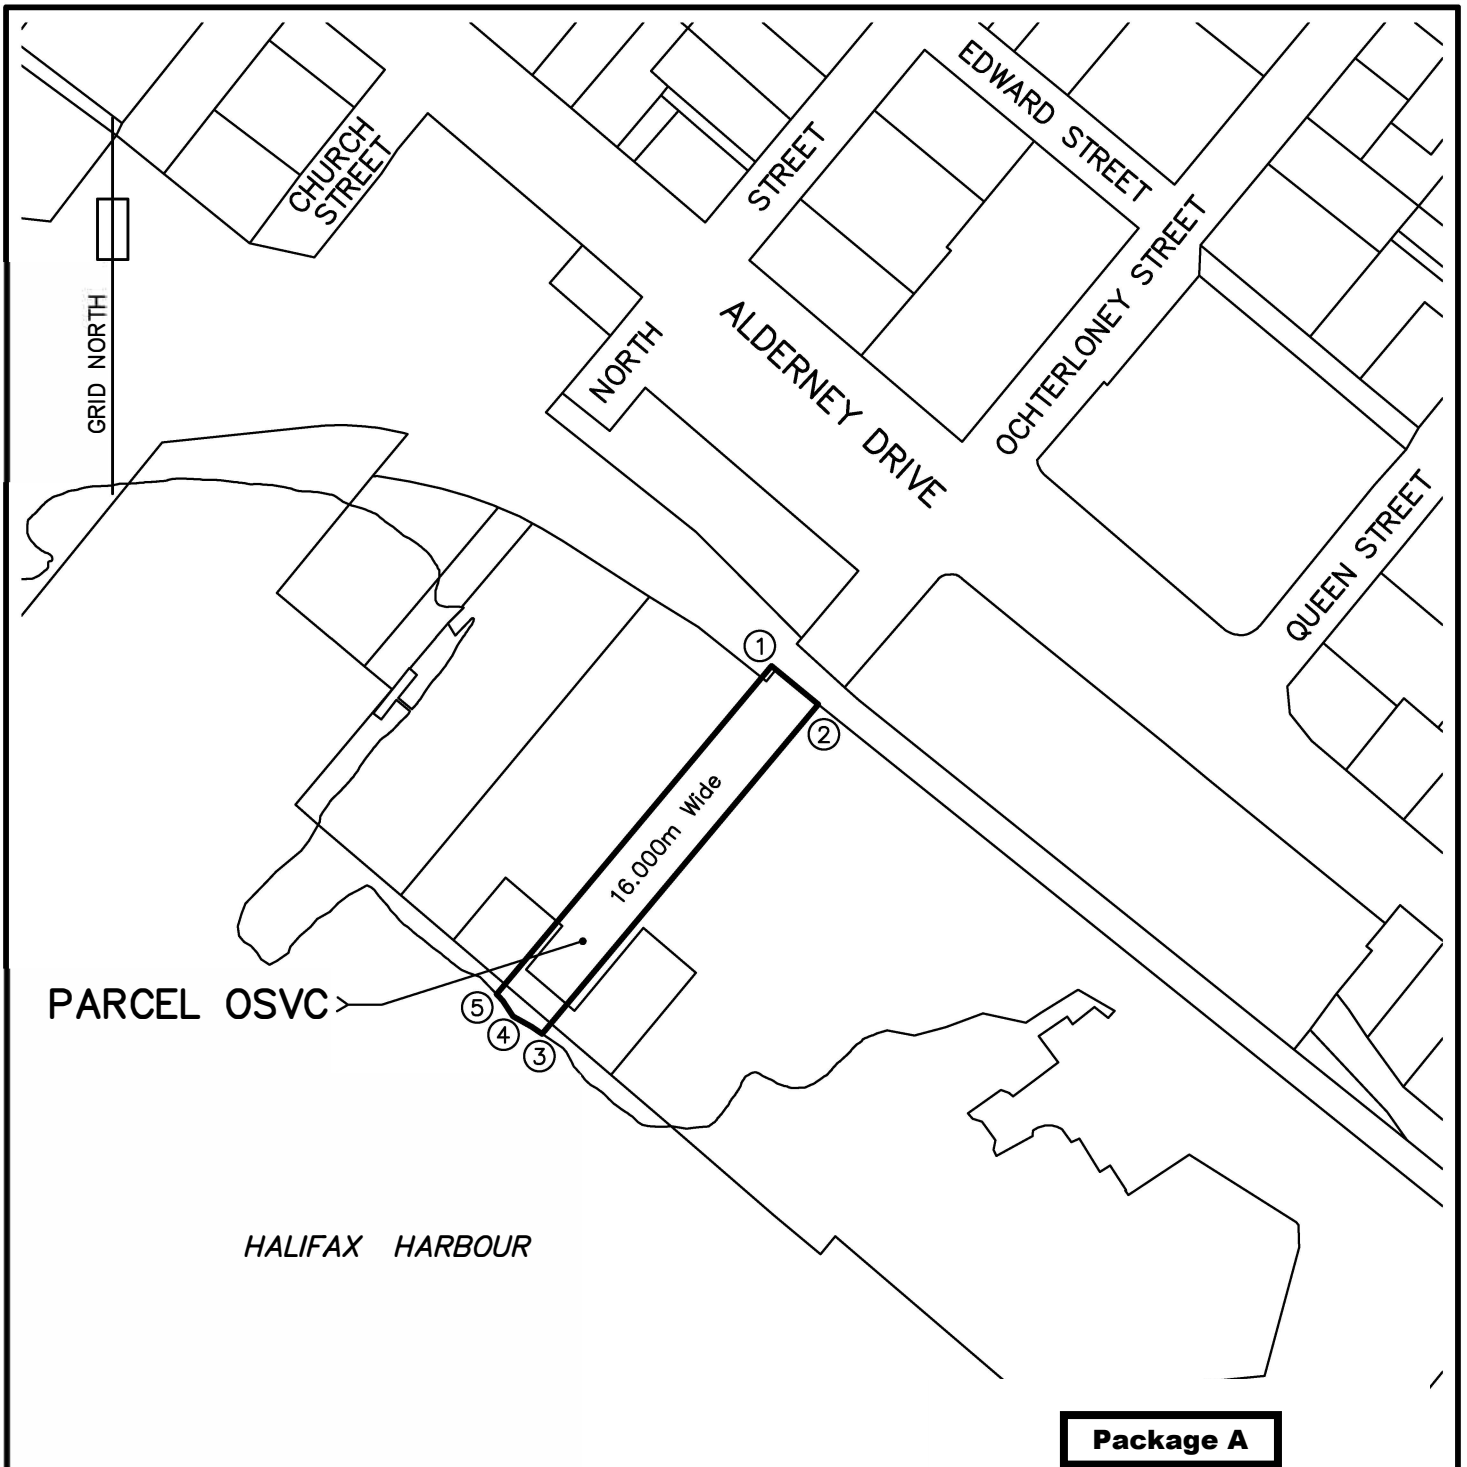 EDWARD STREET
CHURCH
STREET
STREET
OCHTERLONEY STREET
GRID NORTH
NORTH
ALDERNEY DRIVE
QUEEN STREET
1
2
16.000m Wide
PARCEL OSVC
5
4
3
HALIFAX HARBOUR
Package A